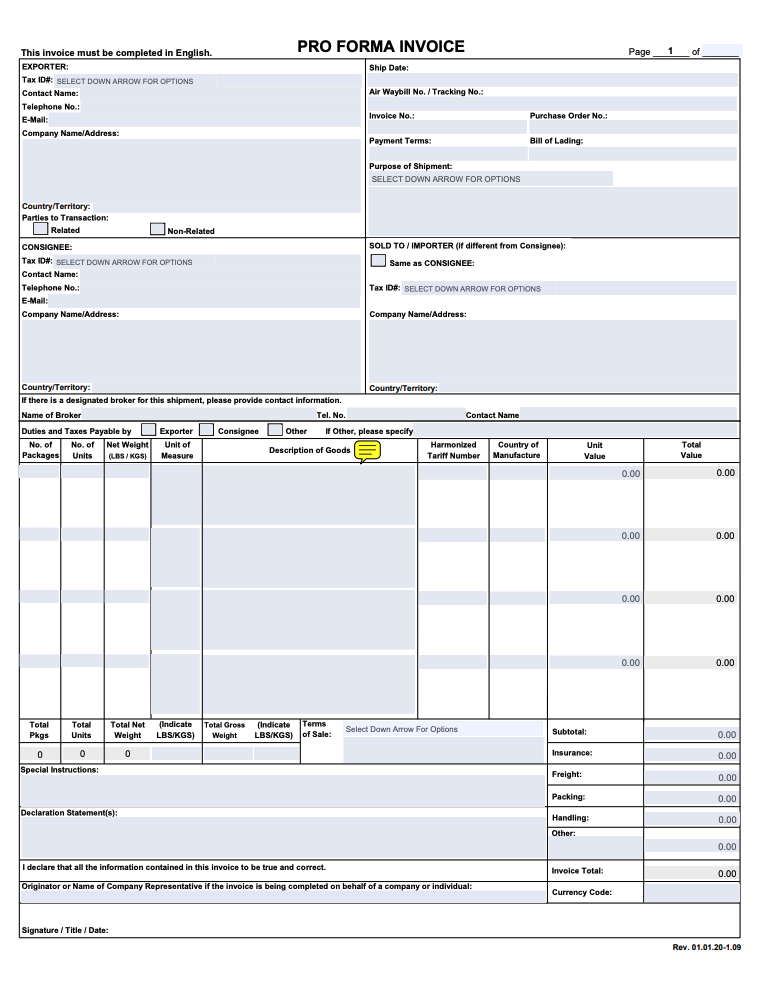 PRO FORMA INVOICE
This invoice must be completed in English.
Page 1 of
EXPORTER:
Tax ID#: SELECT DOWN ARROW FOR OPTIONS
Contact Name:
Telephone No.:
E-Mail:
Company Name/Address:
Country/Territory:
Parties to Transaction:
Related Non-Related
Ship Date:
Air Waybill No. / Tracking No.:
Invoice No.: Purchase Order No.:
Payment Terms: Bill of Lading:
Purpose of Shipment:
SELECT DOWN ARROW FOR OPTIONS
CONSIGNEE:
Tax ID#: SELECT DOWN ARROW FOR OPTIONS
Contact Name:
Telephone No.:
E-Mail:
Company Name/Address:
Country/Territory:
SOLD TO / IMPORTER (if different from Consignee):
Same as CONSIGNEE:
Tax ID#: SELECT DOWN ARROW FOR OPTIONS
Company Name/Address:
Country/Territory:
If there is a designated broker for this shipment, please provide contact information.
Name of Broker Tel. No. Contact Name
Duties and Taxes Payable by Exporter Consignee Other If Other, please specify
No. of Packages No. of Units Net Weight (LBS / KGS) Unit of Measure Description of Goods Harmonized Tariff Number Country of Manufacture Unit Value Total Value
0.00 0.00
0.00 0.00
0.00 0.00
0.00 0.00
Total Pkgs Total Units Total Net Weight (Indicate LBS/KGS) Total Gross Weight (Indicate LBS/KGS) Terms of Sale: Select Down Arrow For Options
0 0 0
Subtotal: 0.00
Insurance: 0.00
Freight: 0.00
Packing: 0.00
Handling: 0.00
Other:
0.00
Invoice Total: 0.00
Currency Code:
Special Instructions:
Declaration Statement(s):
I declare that all the information contained in this invoice to be true and correct.
Originator or Name of Company Representative if the invoice is being completed on behalf of a company or individual:
Signature / Title / Date:
Rev. 01.01.20-1.09